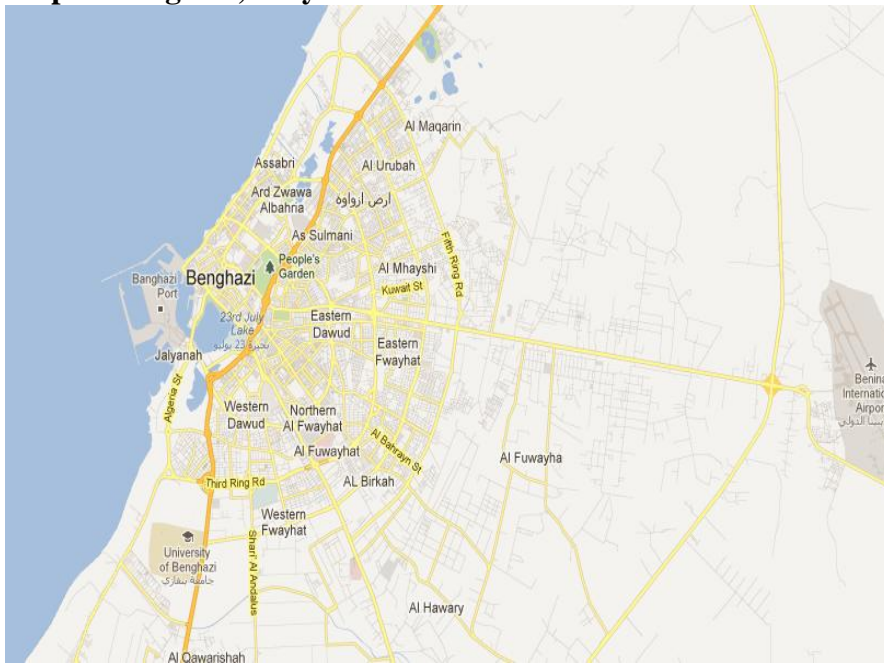 Al Maqarin
Assabri
Al Urubah
Ard Zwawa
Albahria
ارض ازواوة
As Sulmani
Fifth Ring Rd
People's
Garden
Al Mhayshi
Benghazi
Banghazi
Port
Kuwait St
23rd July
Lake
بحيرة 23 يوليو
Eastern
Dawud
Eastern
Fwayhat
Jalyanah
Algeria St
Benina
Internatio
Airpor
Western
Dawud
Northern
Al Fwayhat
Al Bahrayn St
Al Fuwayhat
Al Fuwayha
Third Ring Rd
AL Birkah
Western
Fwayhat
University
of Benghazi
جامعة بنغازي
Shari' Al Andalus
Al Hawary
Al Qawarishah